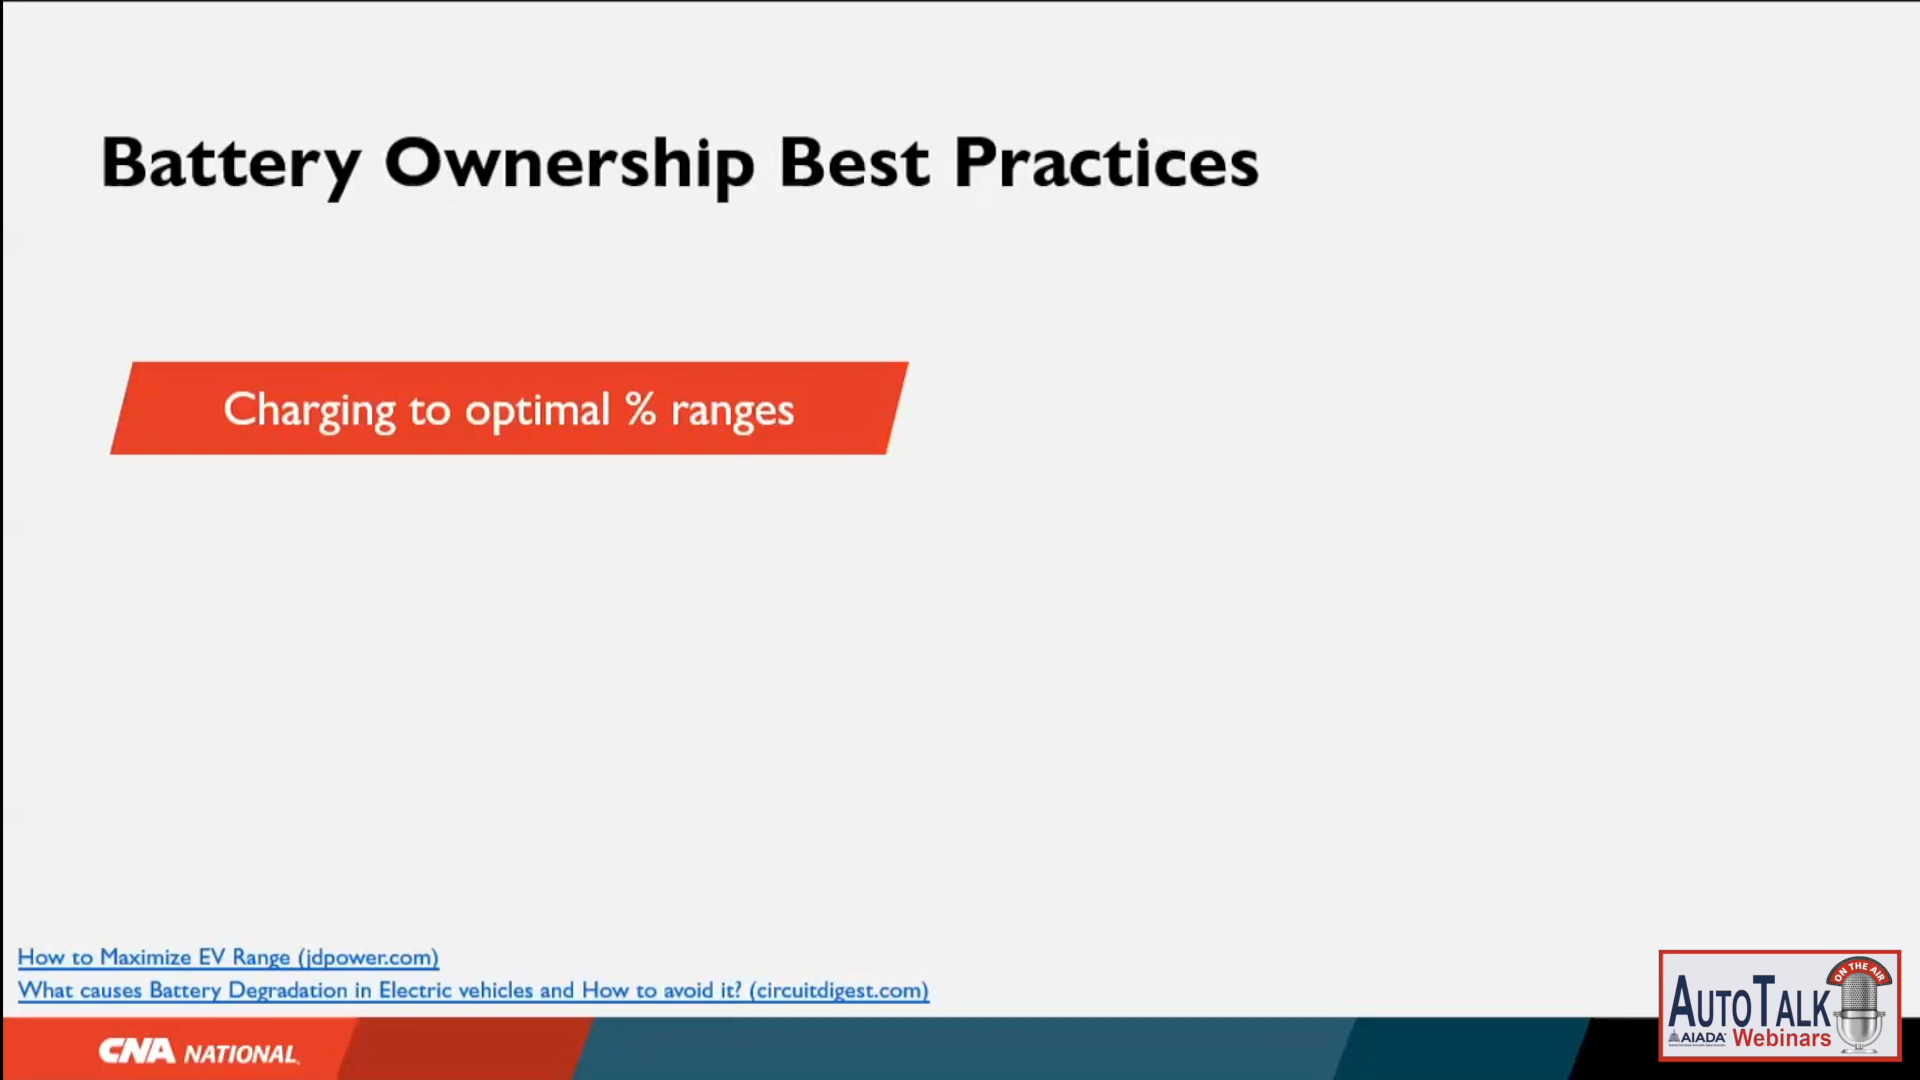 Battery Ownership Best Practices
Charging to optimal % ranges
How to Maximize EV Range (jdpower.com)
What causes Battery Degradation in Electric vehicles and How to avoid it? (circuitdigest.com)
CNA NATIONAL
ON THE AIR
AUTOTALK
AIADA Webinars